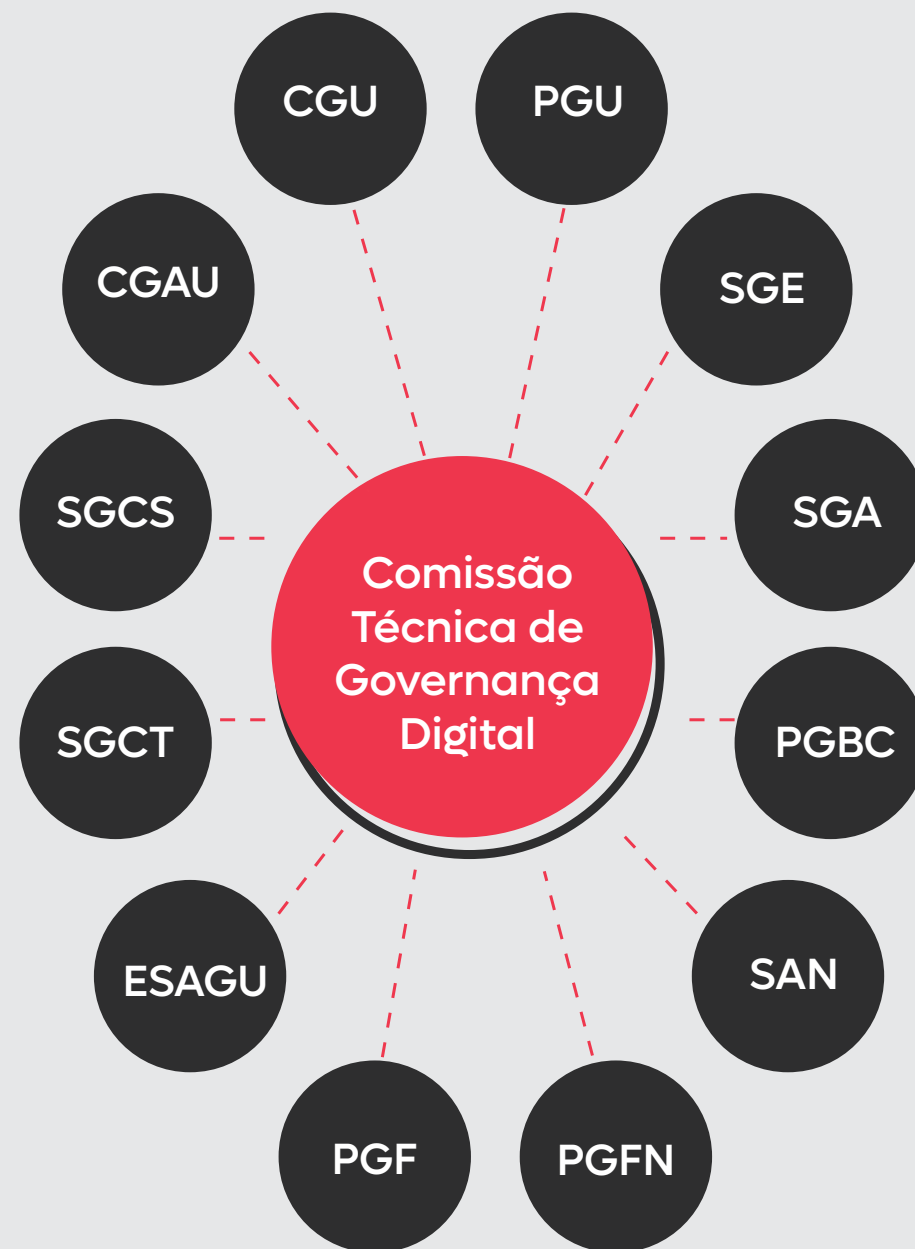 CGU
PGU
CGAU
SGE
SGCS
SGA
Comissão
Técnica de
Governança
Digital
SGCT
PGBC
ESAGU
SAN
PGF
PGFN